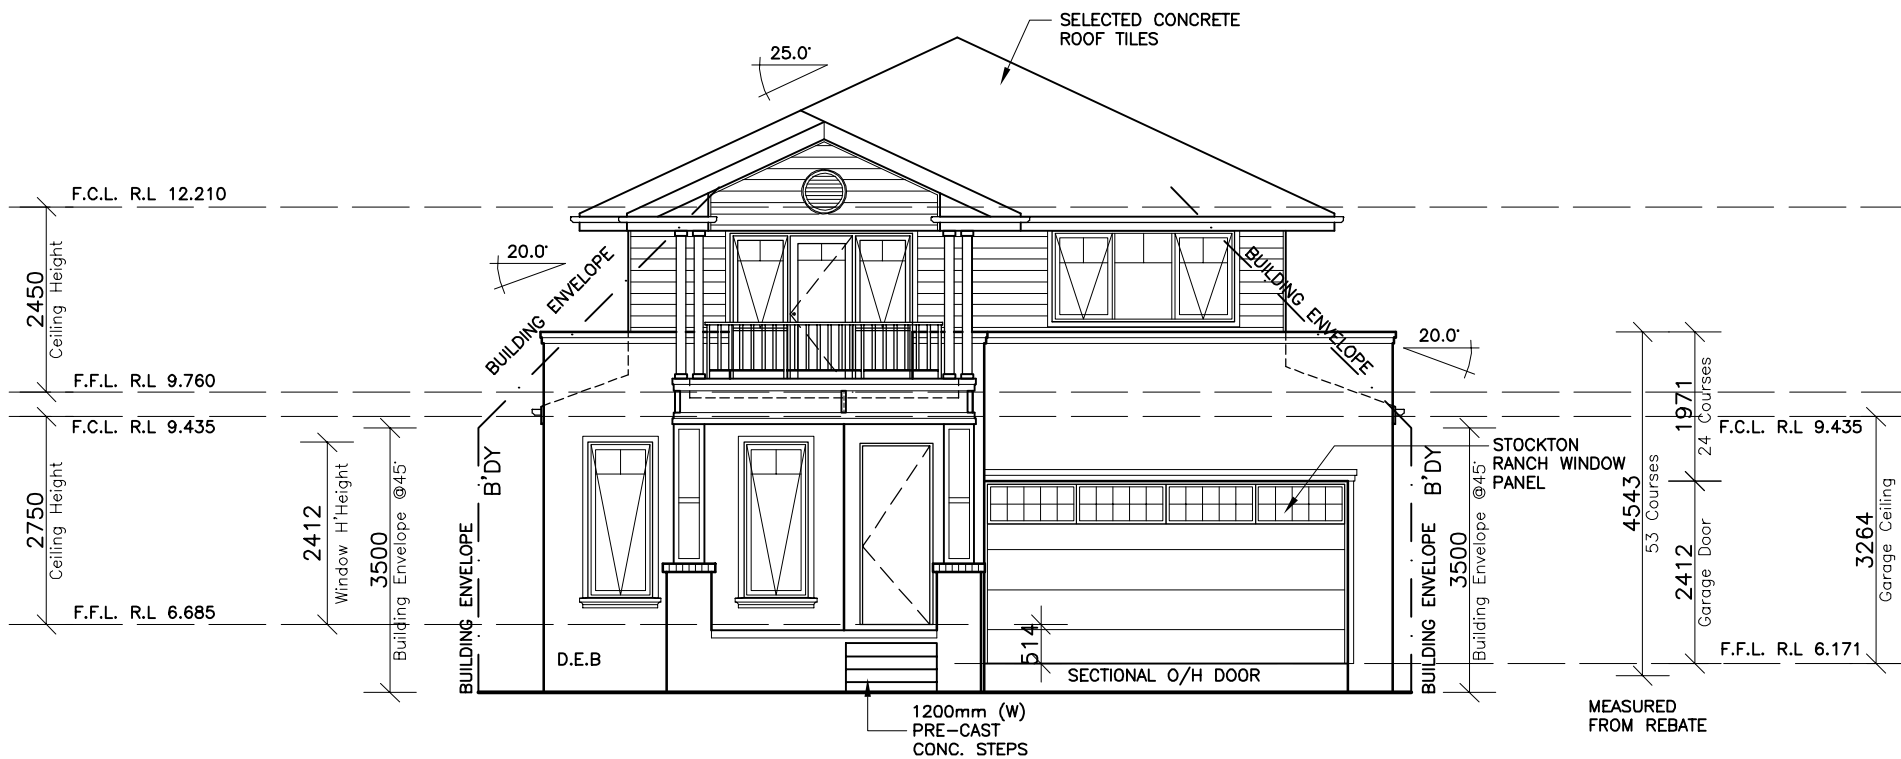 SELECTED CONCRETE
ROOF TILES
25.0°
F.C.L. R.L 12.210
2450
Ceiling Height
20.0°
BUILDING ENVELOPE
BUILDING ENVELOPE
20.0°
F.F.L. R.L 9.760
F.C.L. R.L 9.435
2750
Ceiling Height
2412
Window H'Height
3500
Building Envelope @45°
F.F.L. R.L 6.685
BUILDING ENVELOPE
B'DY
D.E.B
1200mm (W)
PRE-CAST
CONC. STEPS
514
SECTIONAL O/H DOOR
STOCKTON
RANCH WINDOW
PANEL
BUILDING ENVELOPE
B'DY
3500
Building Envelope @45°
4543
53 Courses
1971
24 Courses
2412
Garage Door
F.C.L. R.L 9.435
3264
Garage Ceiling
F.F.L. R.L 6.171
MEASURED
FROM REBATE